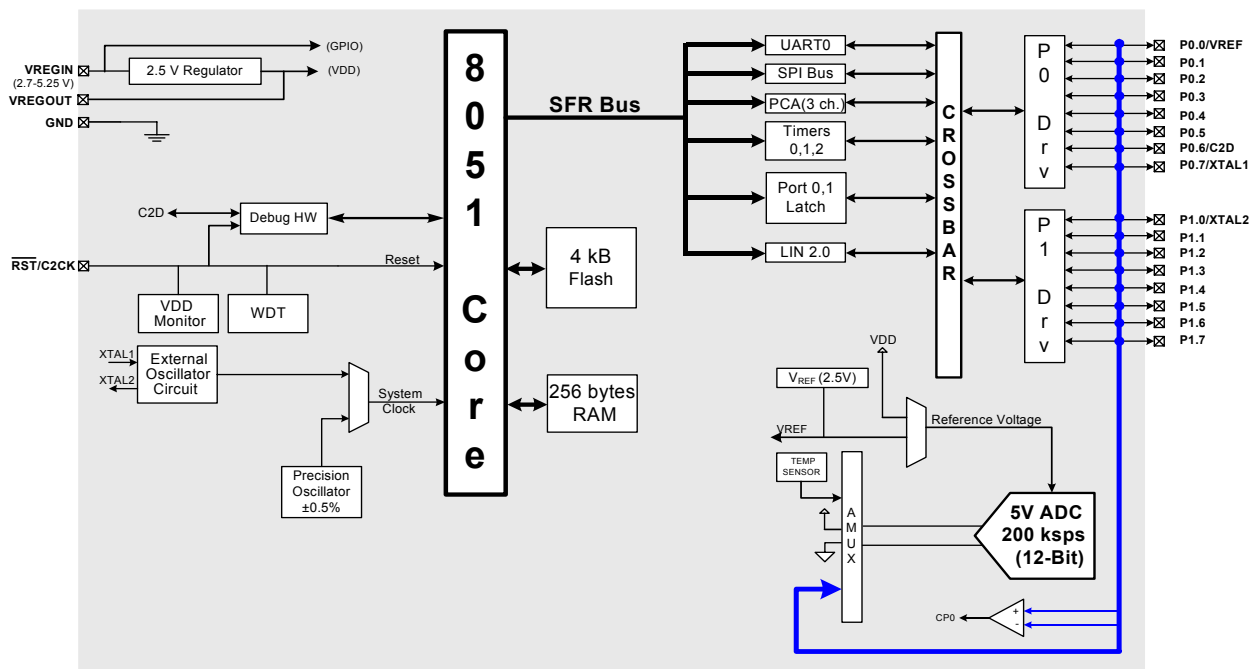 VREGIN
(2.7-5.25 V)
VREGOUT
GND
2.5 V Regulator
(GPIO)
(VDD)
C2D
Debug HW
RST/C2CK
Reset
VDD
Monitor
WDT
XTAL1
XTAL2
External
Oscillator
Circuit
System
Clock
Precision
Oscillator
±0.5%
8
0
5
1
C
o
r
e
4 kB
Flash
256 bytes
RAM
SFR Bus
UART0
SPI Bus
PCA(3 ch.)
Timers
0,1,2
Port 0,1
Latch
LIN 2.0
C
R
O
S
S
B
A
R
P
0
D
r
v
P
1
D
r
v
P0.0/VREF
P0.1
P0.2
P0.3
P0.4
P0.5
P0.6/C2D
P0.7/XTAL1
P1.0/XTAL2
P1.1
P1.2
P1.3
P1.4
P1.5
P1.6
P1.7
VDD
VREF (2.5V)
VREF
Reference Voltage
TEMP
SENSOR
A
M
U
X
5V ADC
200 ksps
(12-Bit)
CP0
+
-